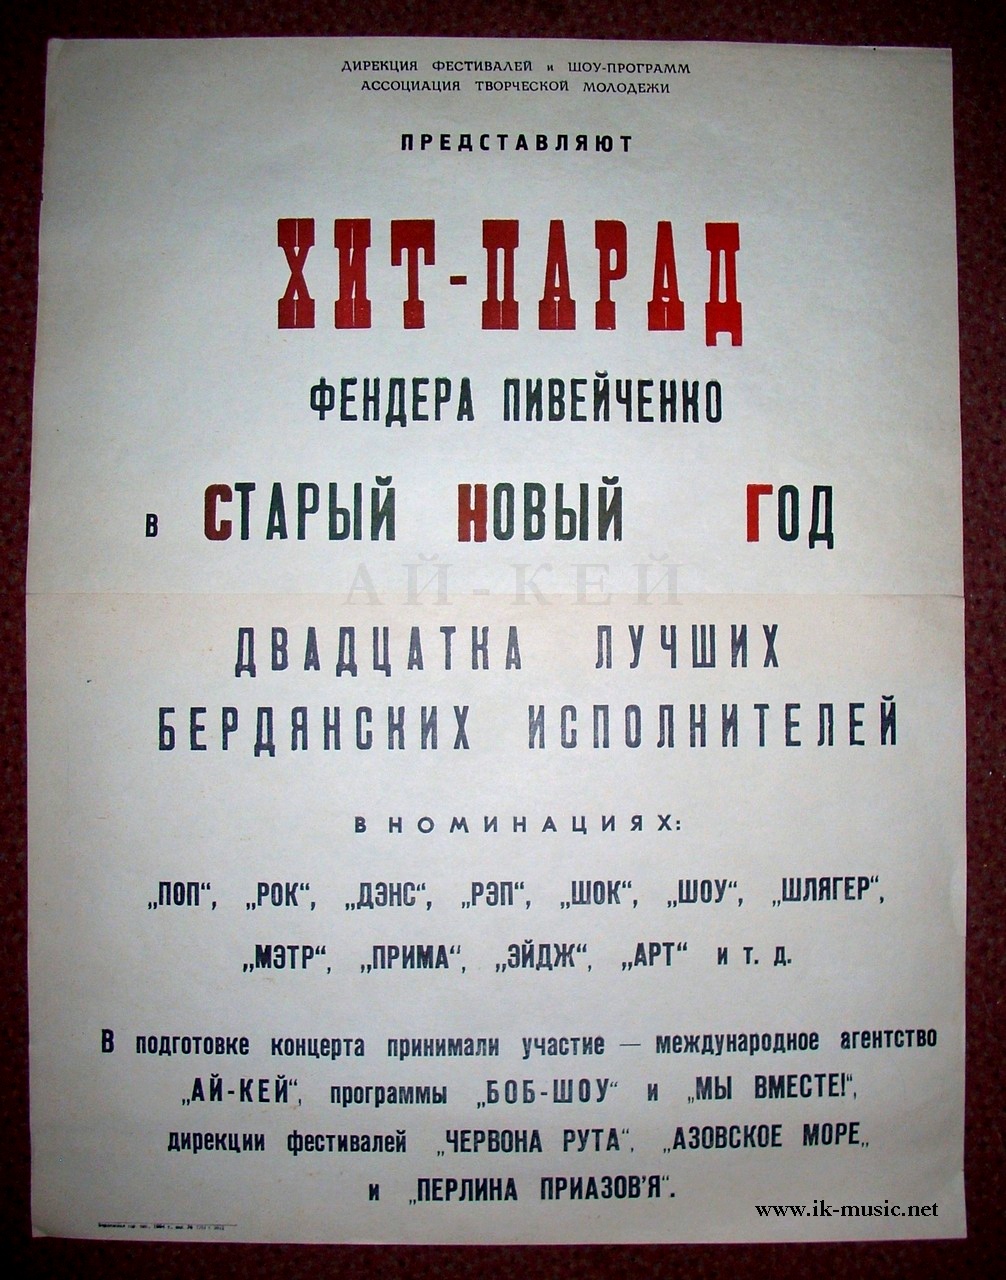 ДИРЕКЦИЯ ФЕСТИВАЛЕЙ и ШОУ-ПРОГРАММ
АССОЦИАЦИЯ ТВОРЧЕСКОЙ МОЛОДЕЖИ
ПРЕДСТАВЛЯЮТ
ХИТ-ПАРАД
ФЕНДЕРА ПИВЕЙЧЕНКО
в СТАРЫЙ НОВЫЙ ГОД
АЙ-КЕЙ
ДВАДЦАТКА ЛУЧШИХ
БЕРДЯНСКИХ ИСПОЛНИТЕЛЕЙ
В НОМИНАЦИЯХ:
„ПОП“, „РОК“, „ДЭНС“, „РЭП“, „ШОК“, „ШОУ“, „ШЛЯГЕР“,
„МЭТР“, „ПРИМА“, „ЭЙДЖ“, „АРТ“ и т. д.
В подготовке концерта принимали участие — международное агентство
„АЙ-КЕЙ“, программы „БОБ-ШОУ“ и „МЫ ВМЕСТЕ!“,
дирекции фестивалей „ЧЕРВОНА РУТА“, „АЗОВСКОЕ МОРЕ„
и „ПЕРЛИНА ПРИАЗОВ'Я“.
www.ik-music.net